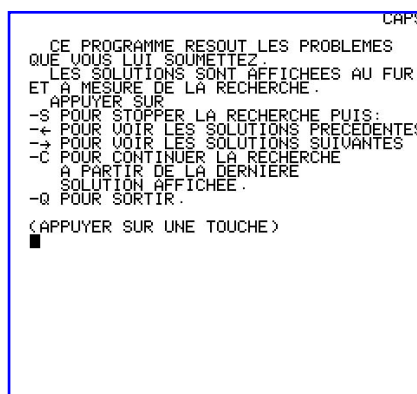 CAPS
CE PROGRAMME RESOUT LES PROBLEMES
QUE VOUS LUI SOUMETTEZ.
LES SOLUTIONS SONT AFFICHEES AU FUR
ET A MESURE DE LA RECHERCHE.
APPUYER SUR
-S POUR STOPPER LA RECHERCHE PUIS:
-← POUR VOIR LES SOLUTIONS PRECEDENTES
-→ POUR VOIR LES SOLUTIONS SUIVANTES
-C POUR CONTINUER LA RECHERCHE
A PARTIR DE LA DERNIERE
SOLUTION AFFICHEE.
-Q POUR SORTIR.
(APPUYER SUR UNE TOUCHE)